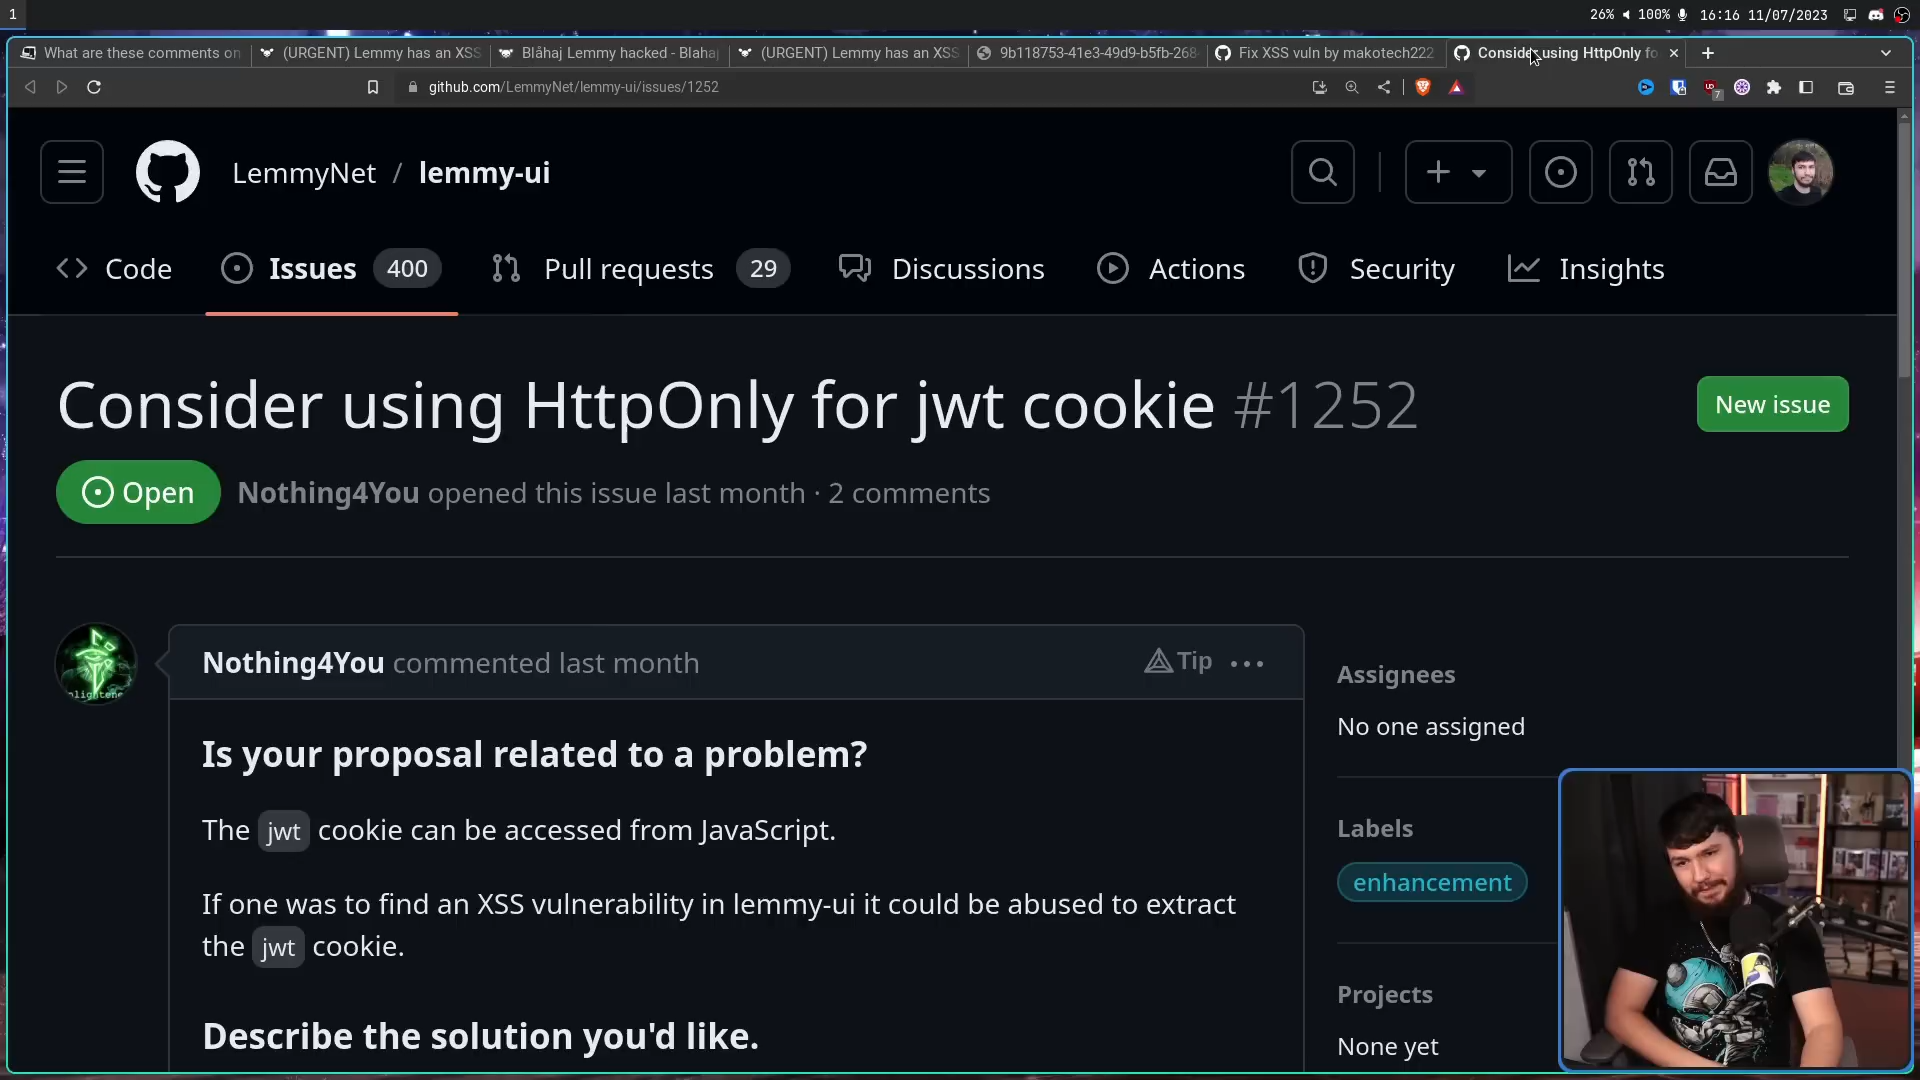 1
26% 100% 16:16 11/07/2023
What are these comments on
(URGENT) Lemmy has an XSS
Blåhaj Lemmy hacked - Blahaj
(URGENT) Lemmy has an XSS
9b118753-41e3-49d9-b5fb-268
Fix XSS vuln by makotech222
Consider using HttpOnly fo
github.com/LemmyNet/lemmy-ui/issues/1252
7
LemmyNet / lemmy-ui
Code
Issues 400
Pull requests 29
Discussions
Actions
Security
Insights
Consider using HttpOnly for jwt cookie #1252
New issue
Open
Nothing4You opened this issue last month · 2 comments
Nothing4You commented last month
Tip
Is your proposal related to a problem?
The jwt cookie can be accessed from JavaScript.
If one was to find an XSS vulnerability in lemmy-ui it could be abused to extract
the jwt cookie.
Describe the solution you'd like.
Assignees
No one assigned
Labels
enhancement
Projects
None yet